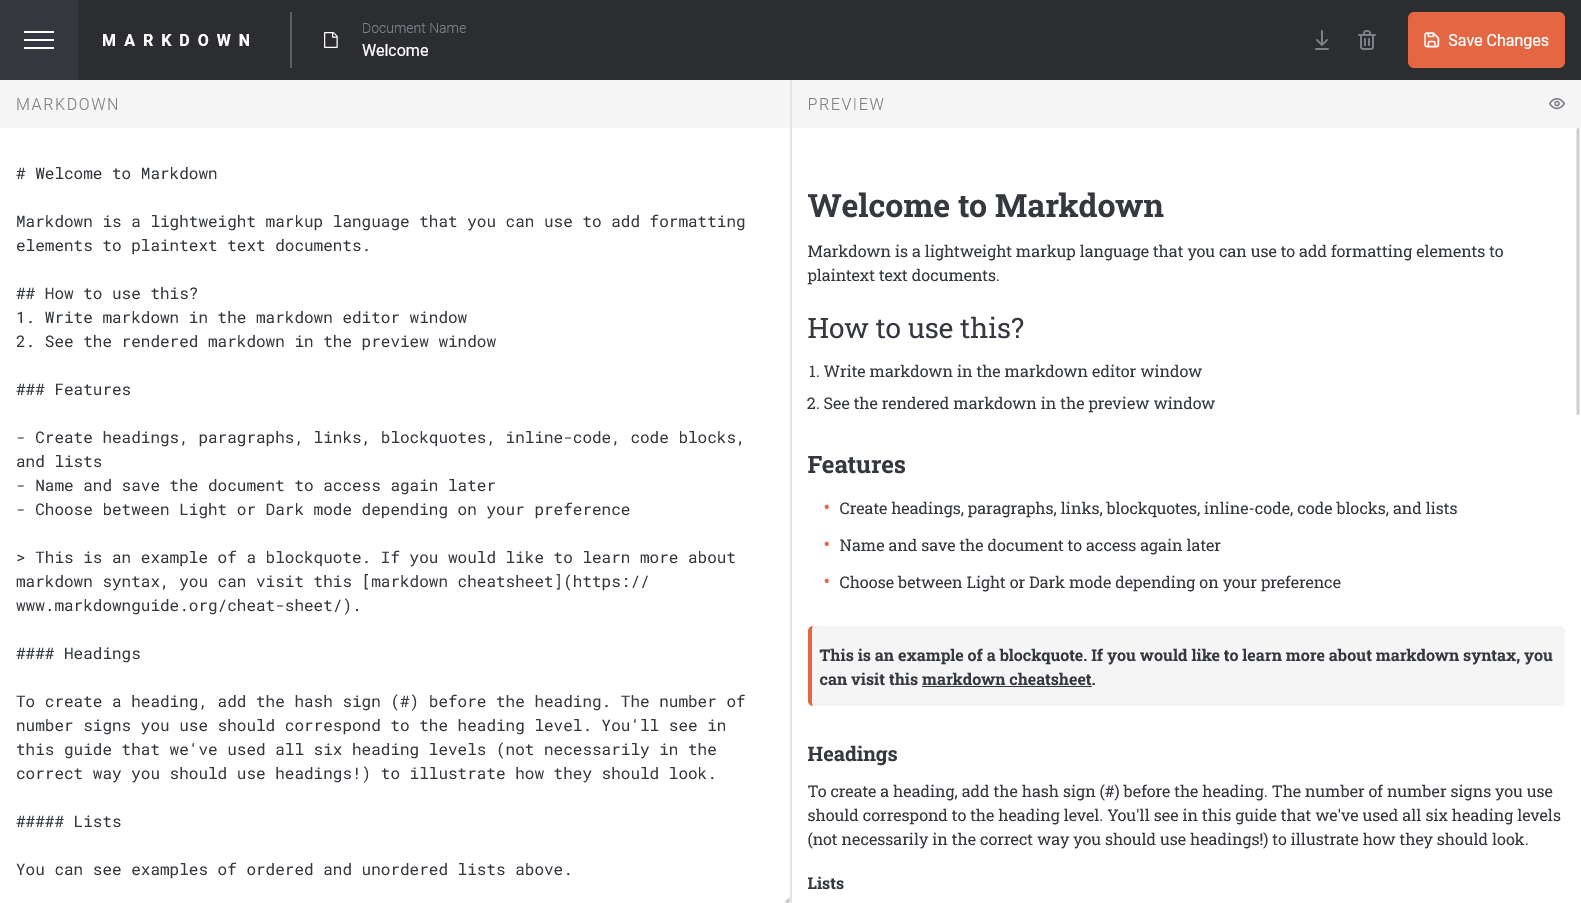 MARKDOWN
Document Name
Welcome
Save Changes
MARKDOWN
# Welcome to Markdown
Markdown is a lightweight markup language that you can use to add formatting
elements to plaintext text documents.
## How to use this?
1. Write markdown in the markdown editor window
2. See the rendered markdown in the preview window
### Features
- Create headings, paragraphs, links, blockquotes, inline-code, code blocks,
and lists
- Name and save the document to access again later
- Choose between Light or Dark mode depending on your preference
> This is an example of a blockquote. If you would like to learn more about
markdown syntax, you can visit this [markdown cheatsheet](https://
www.markdownguide.org/cheat-sheet/).
#### Headings
To create a heading, add the hash sign (#) before the heading. The number of
number signs you use should correspond to the heading level. You'll see in
this guide that we've used all six heading levels (not necessarily in the
correct way you should use headings!) to illustrate how they should look.
##### Lists
You can see examples of ordered and unordered lists above.
PREVIEW
Welcome to Markdown
Markdown is a lightweight markup language that you can use to add formatting elements to
plaintext text documents.
How to use this?
1. Write markdown in the markdown editor window
2. See the rendered markdown in the preview window
Features
• Create headings, paragraphs, links, blockquotes, inline-code, code blocks, and lists
• Name and save the document to access again later
• Choose between Light or Dark mode depending on your preference
This is an example of a blockquote. If you would like to learn more about markdown syntax, you
can visit this markdown cheatsheet.
Headings
To create a heading, add the hash sign (#) before the heading. The number of number signs you use
should correspond to the heading level. You'll see in this guide that we've used all six heading levels
(not necessarily in the correct way you should use headings!) to illustrate how they should look.
Lists